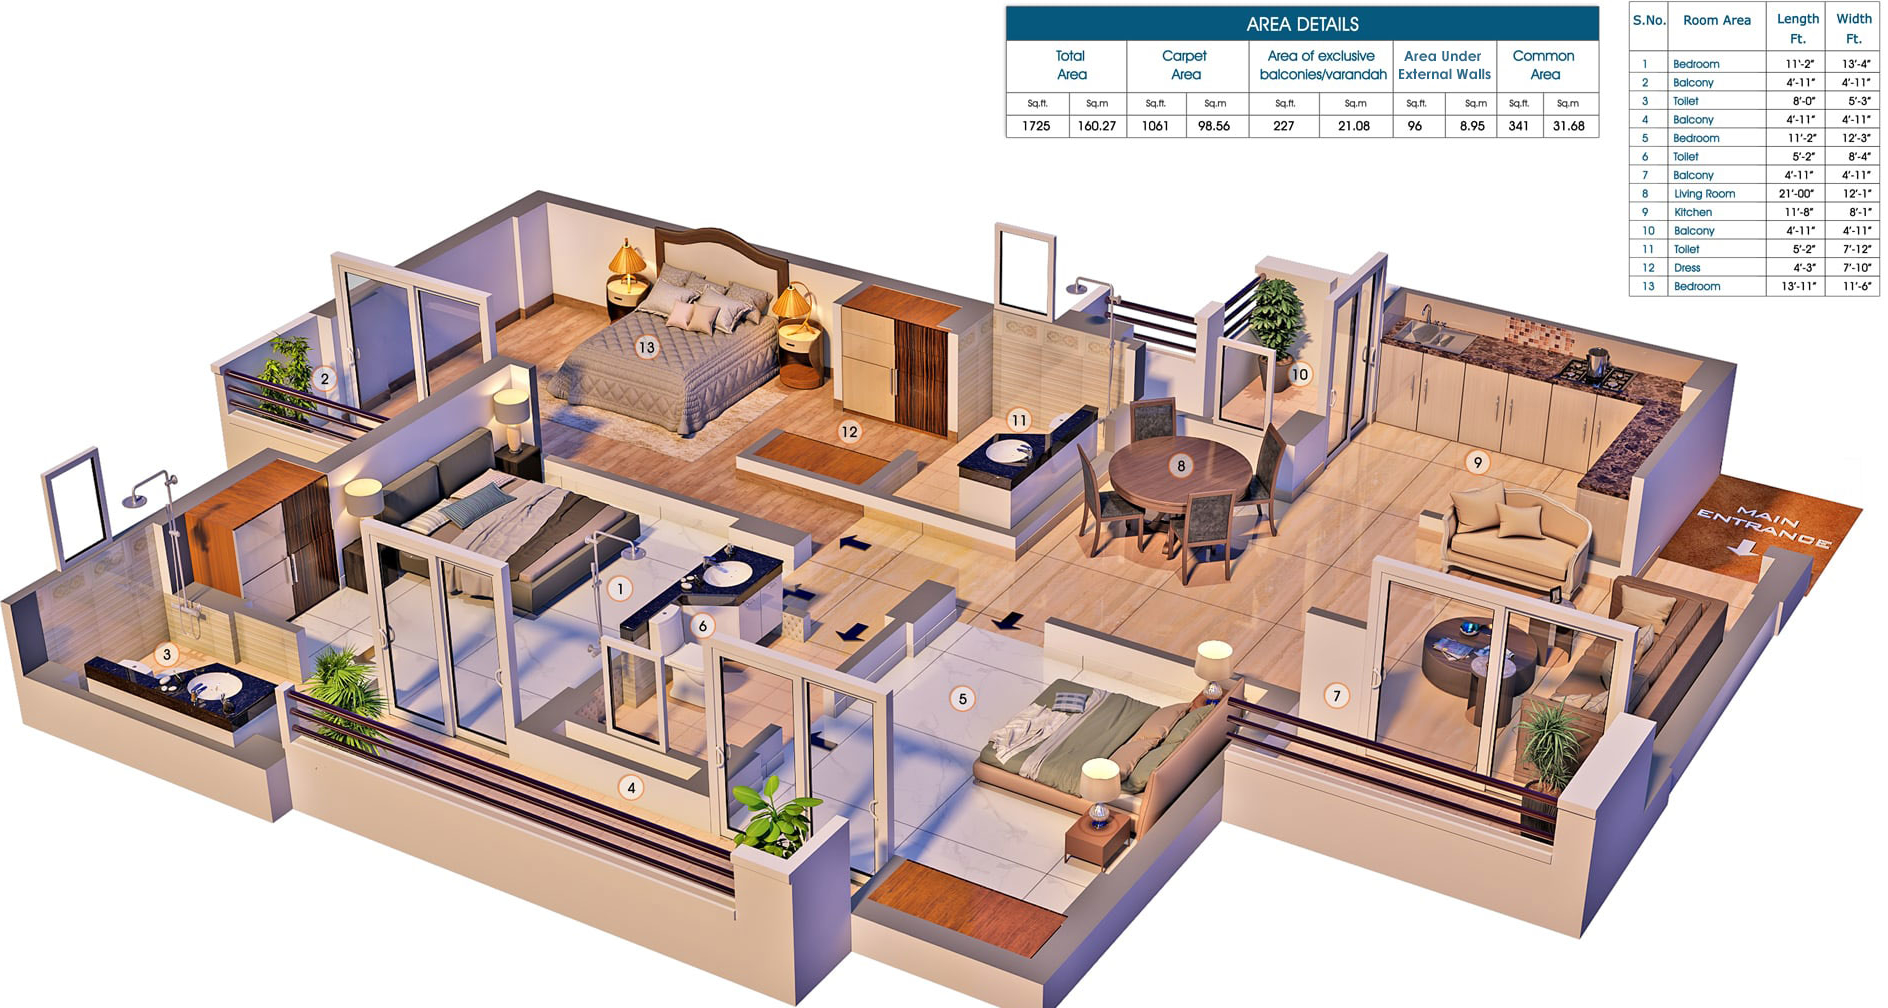 AREA DETAILS
Total Area Carpet Area Area of exclusive balconies/varandah Area Under External Walls Common Area
Sq.ft. Sq.m Sq.ft. Sq.m Sq.ft. Sq.m Sq.ft. Sq.m Sq.ft. Sq.m
1725 160.27 1061 98.56 227 21.08 96 8.95 341 31.68
S.No. Room Area Length Ft. Width Ft.
1 Bedroom 11'-2" 13'-4"
2 Balcony 4'-11" 4'-11"
3 Toilet 8'-0" 5'-3"
4 Balcony 4'-11" 4'-11"
5 Bedroom 11'-2" 12'-3"
6 Toilet 5'-2" 8'-4"
7 Balcony 4'-11" 4'-11"
8 Living Room 21'-00" 12'-1"
9 Kitchen 11'-8" 8'-1"
10 Balcony 4'-11" 4'-11"
11 Toilet 5'-2" 7'-12"
12 Dress 4'-3" 7'-10"
13 Bedroom 13'-11" 11'-6"
13
2
10
11
12
8
9
MAIN
ENTRANCE
1
6
3
5
7
4